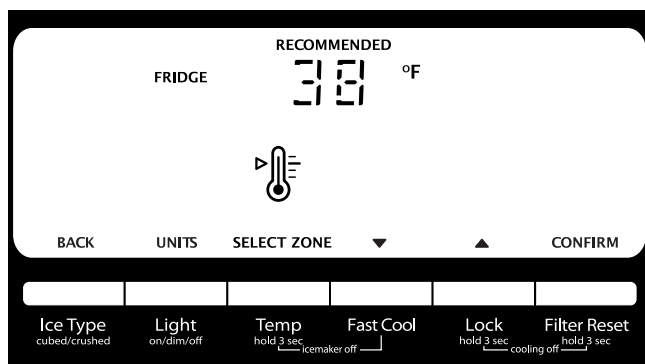 RECOMMENDED
FRIDGE 38 °F
BACK UNITS SELECT ZONE ▼ ▲ CONFIRM
Ice Type Light Temp Fast Cool Lock Filter Reset
cubed/crushed on/dim/off hold 3 sec hold 3 sec hold 3 sec
icemaker off cooling off